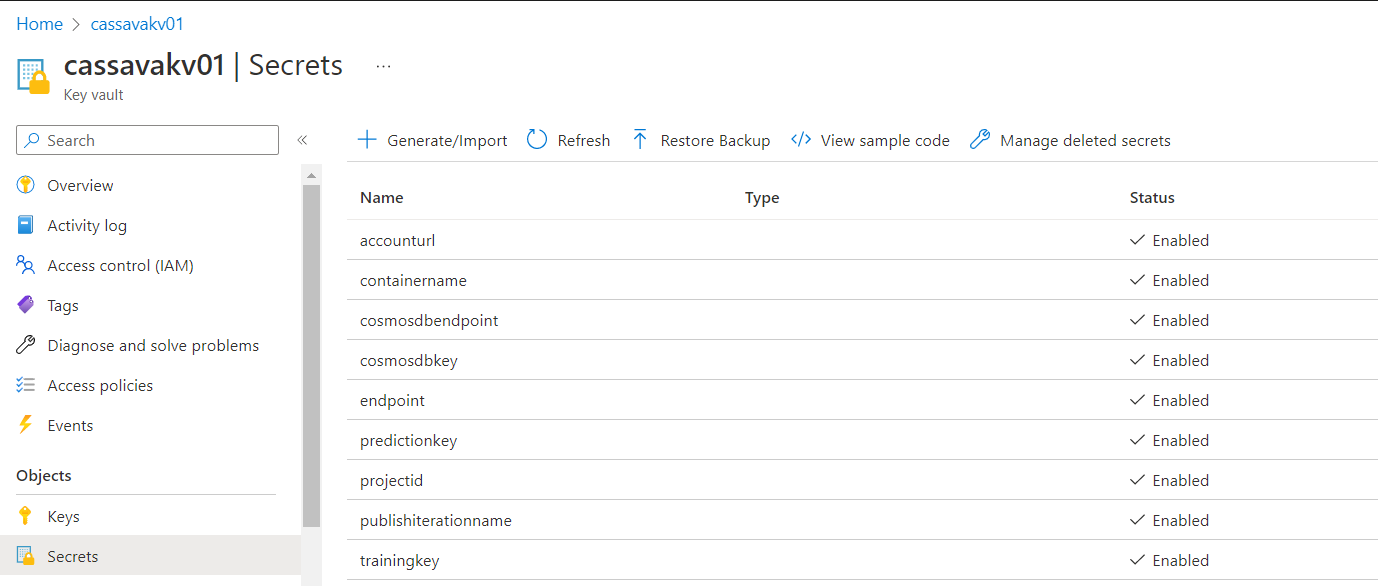 Home > cassavakv01
cassavakv01 | Secrets ...
Key vault
Search «
Generate/Import Refresh Restore Backup View sample code Manage deleted secrets
Overview
Activity log
Access control (IAM)
Tags
Diagnose and solve problems
Access policies
Events
Objects
Keys
Secrets
Name Type Status
accounturl Enabled
containername Enabled
cosmosdbendpoint Enabled
cosmosdbkey Enabled
endpoint Enabled
predictionkey Enabled
projectid Enabled
publishiterationname Enabled
trainingkey Enabled